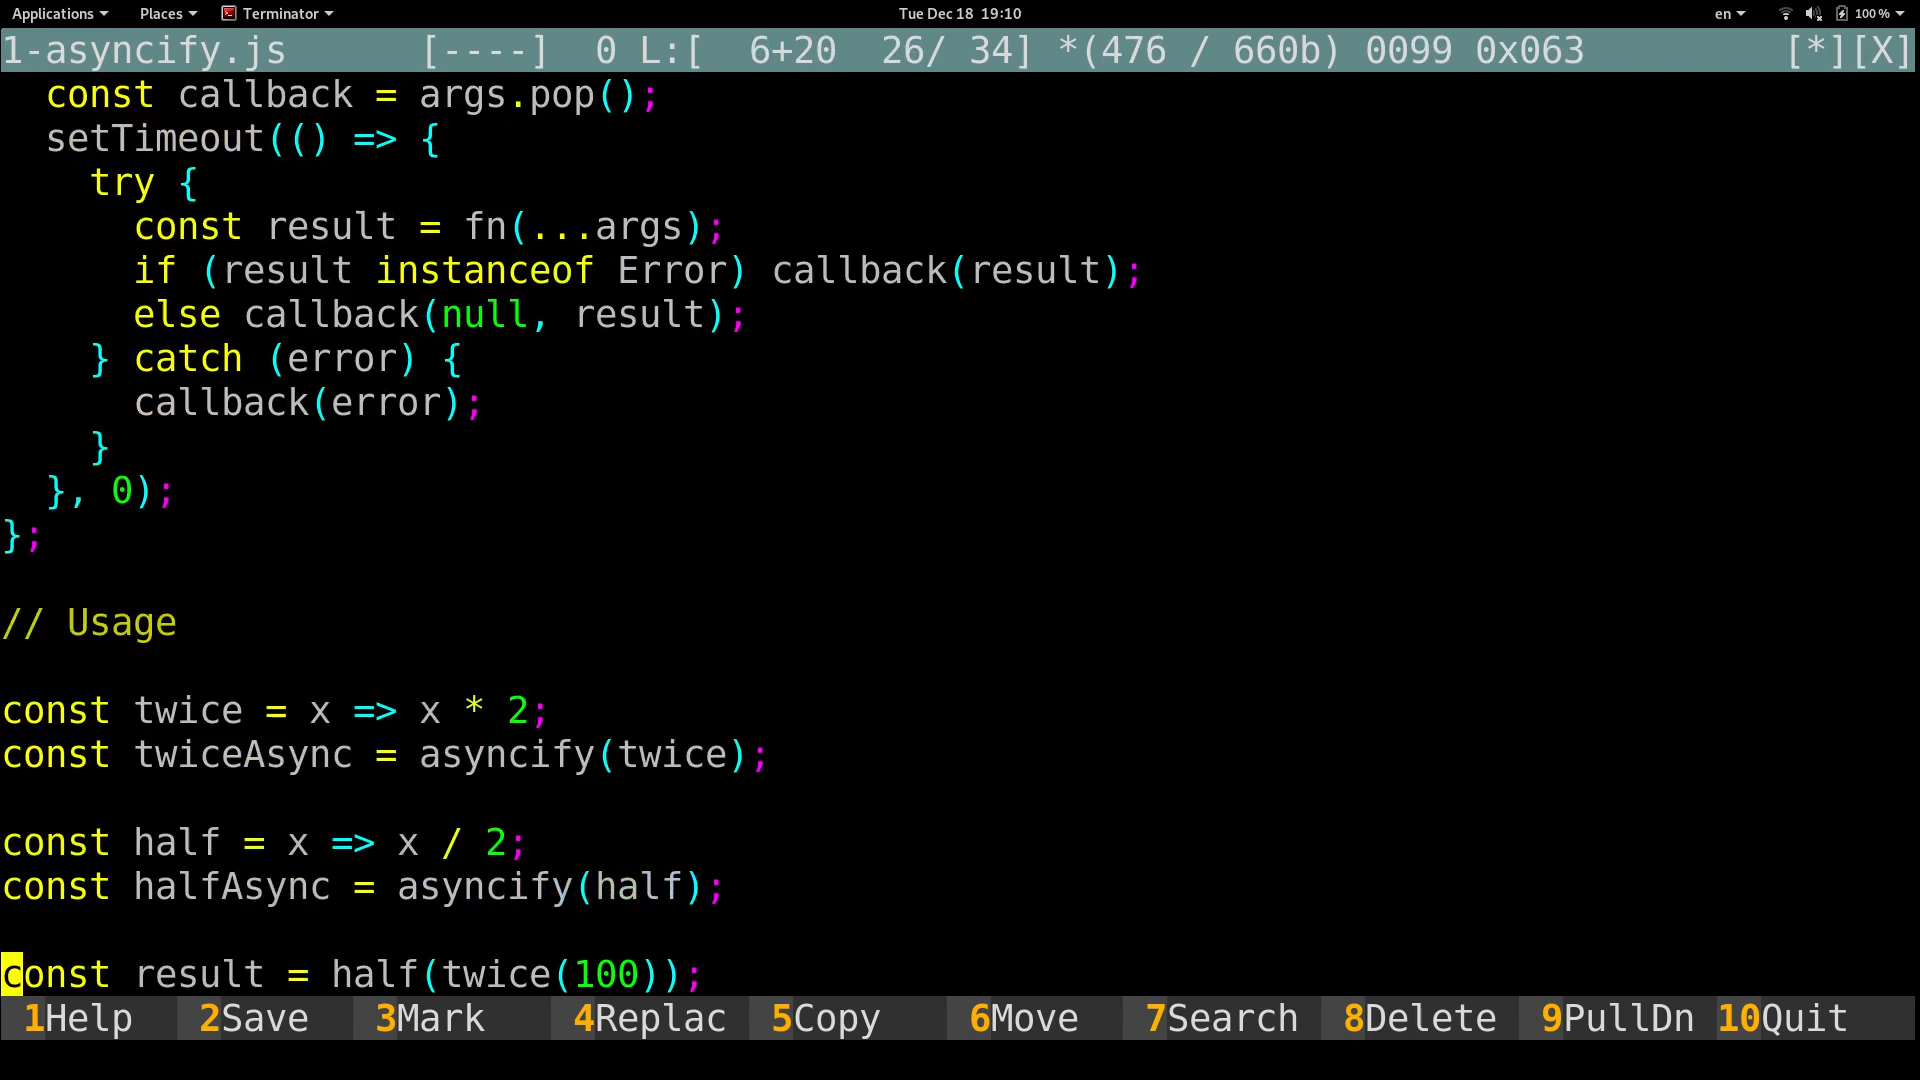 Applications Places Terminator Tue Dec 18 19:10 en 100 %
1-asyncify.js [----] 0 L:[ 6+20 26/ 34] *(476 / 660b) 0099 0x063 [*][X]
const callback = args.pop();
setTimeout(() => {
try {
const result = fn(...args);
if (result instanceof Error) callback(result);
else callback(null, result);
} catch (error) {
callback(error);
}
}, 0);
};
// Usage
const twice = x => x * 2;
const twiceAsync = asyncify(twice);
const half = x => x / 2;
const halfAsync = asyncify(half);
const result = half(twice(100));
1Help 2Save 3Mark 4Replac 5Copy 6Move 7Search 8Delete 9PullDn 10Quit